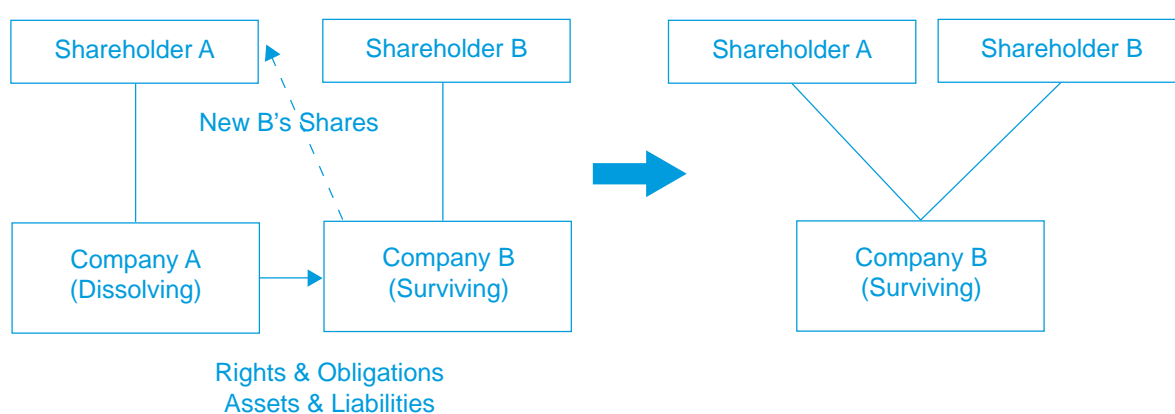 Shareholder A
Shareholder B
New B’s Shares
Company A
(Dissolving)
Company B
(Surviving)
Rights & Obligations
Assets & Liabilities
Shareholder A
Shareholder B
Company B
(Surviving)